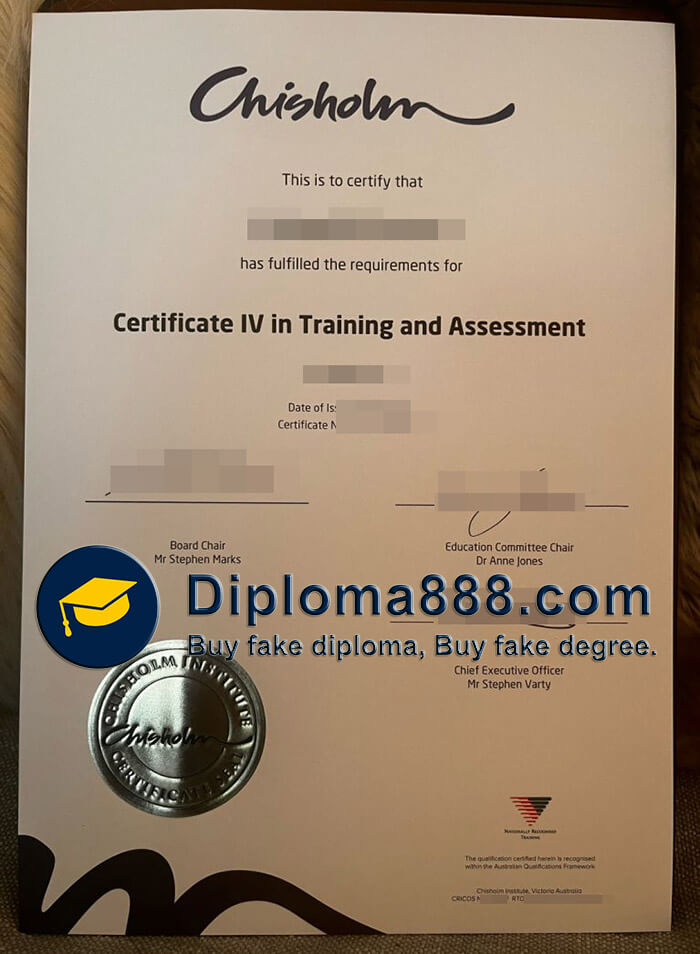 Chisholm
This is to certify that
has fulfilled the requirements for
Certificate IV in Training and Assessment
Date of Is
Certificate N
Board Chair
Mr Stephen Marks
Education Committee Chair
Dr Anne Jones
Diploma888.com
Buy fake diploma, Buy fake degree.
Chief Executive Officer
Mr Stephen Varty
CHISHOLM INSTITUTE
Chisholm
CERTIFICATE SEAL
NATIONALLY RECOGNISED
TRAINING
The qualification certified herein is recognised
within the Australian Qualifications Framework
Chisholm Institute, Victoria Australia
CRICOS N RTO